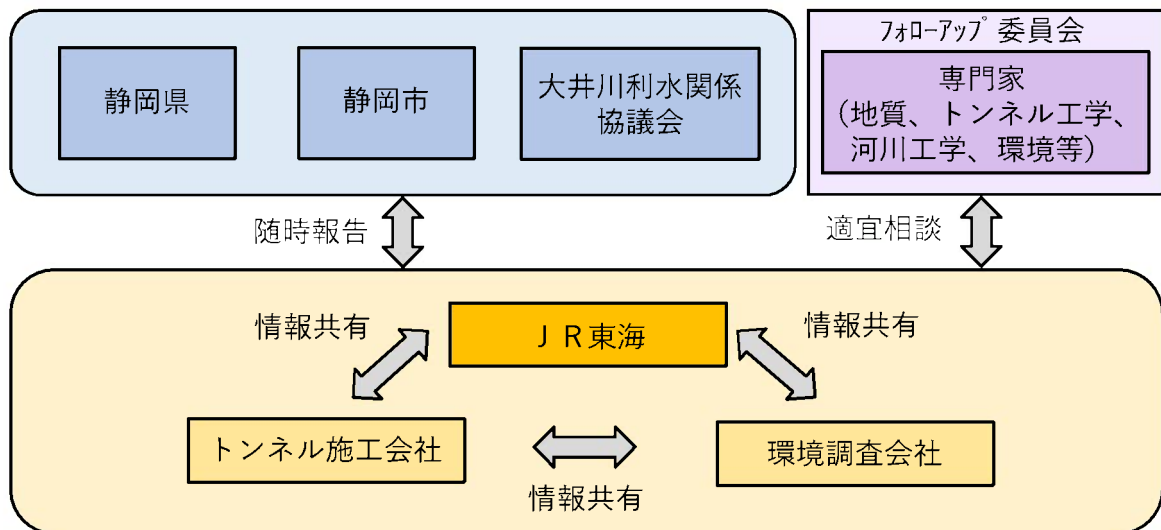 静岡県
静岡市
大井川利水関係
協議会
ﾌｫﾛｰｱｯﾌﾟ委員会
専門家
（地質、トンネル工学、
河川工学、環境等）
随時報告
適宜相談
情報共有
ＪＲ東海
情報共有
トンネル施工会社
環境調査会社
情報共有